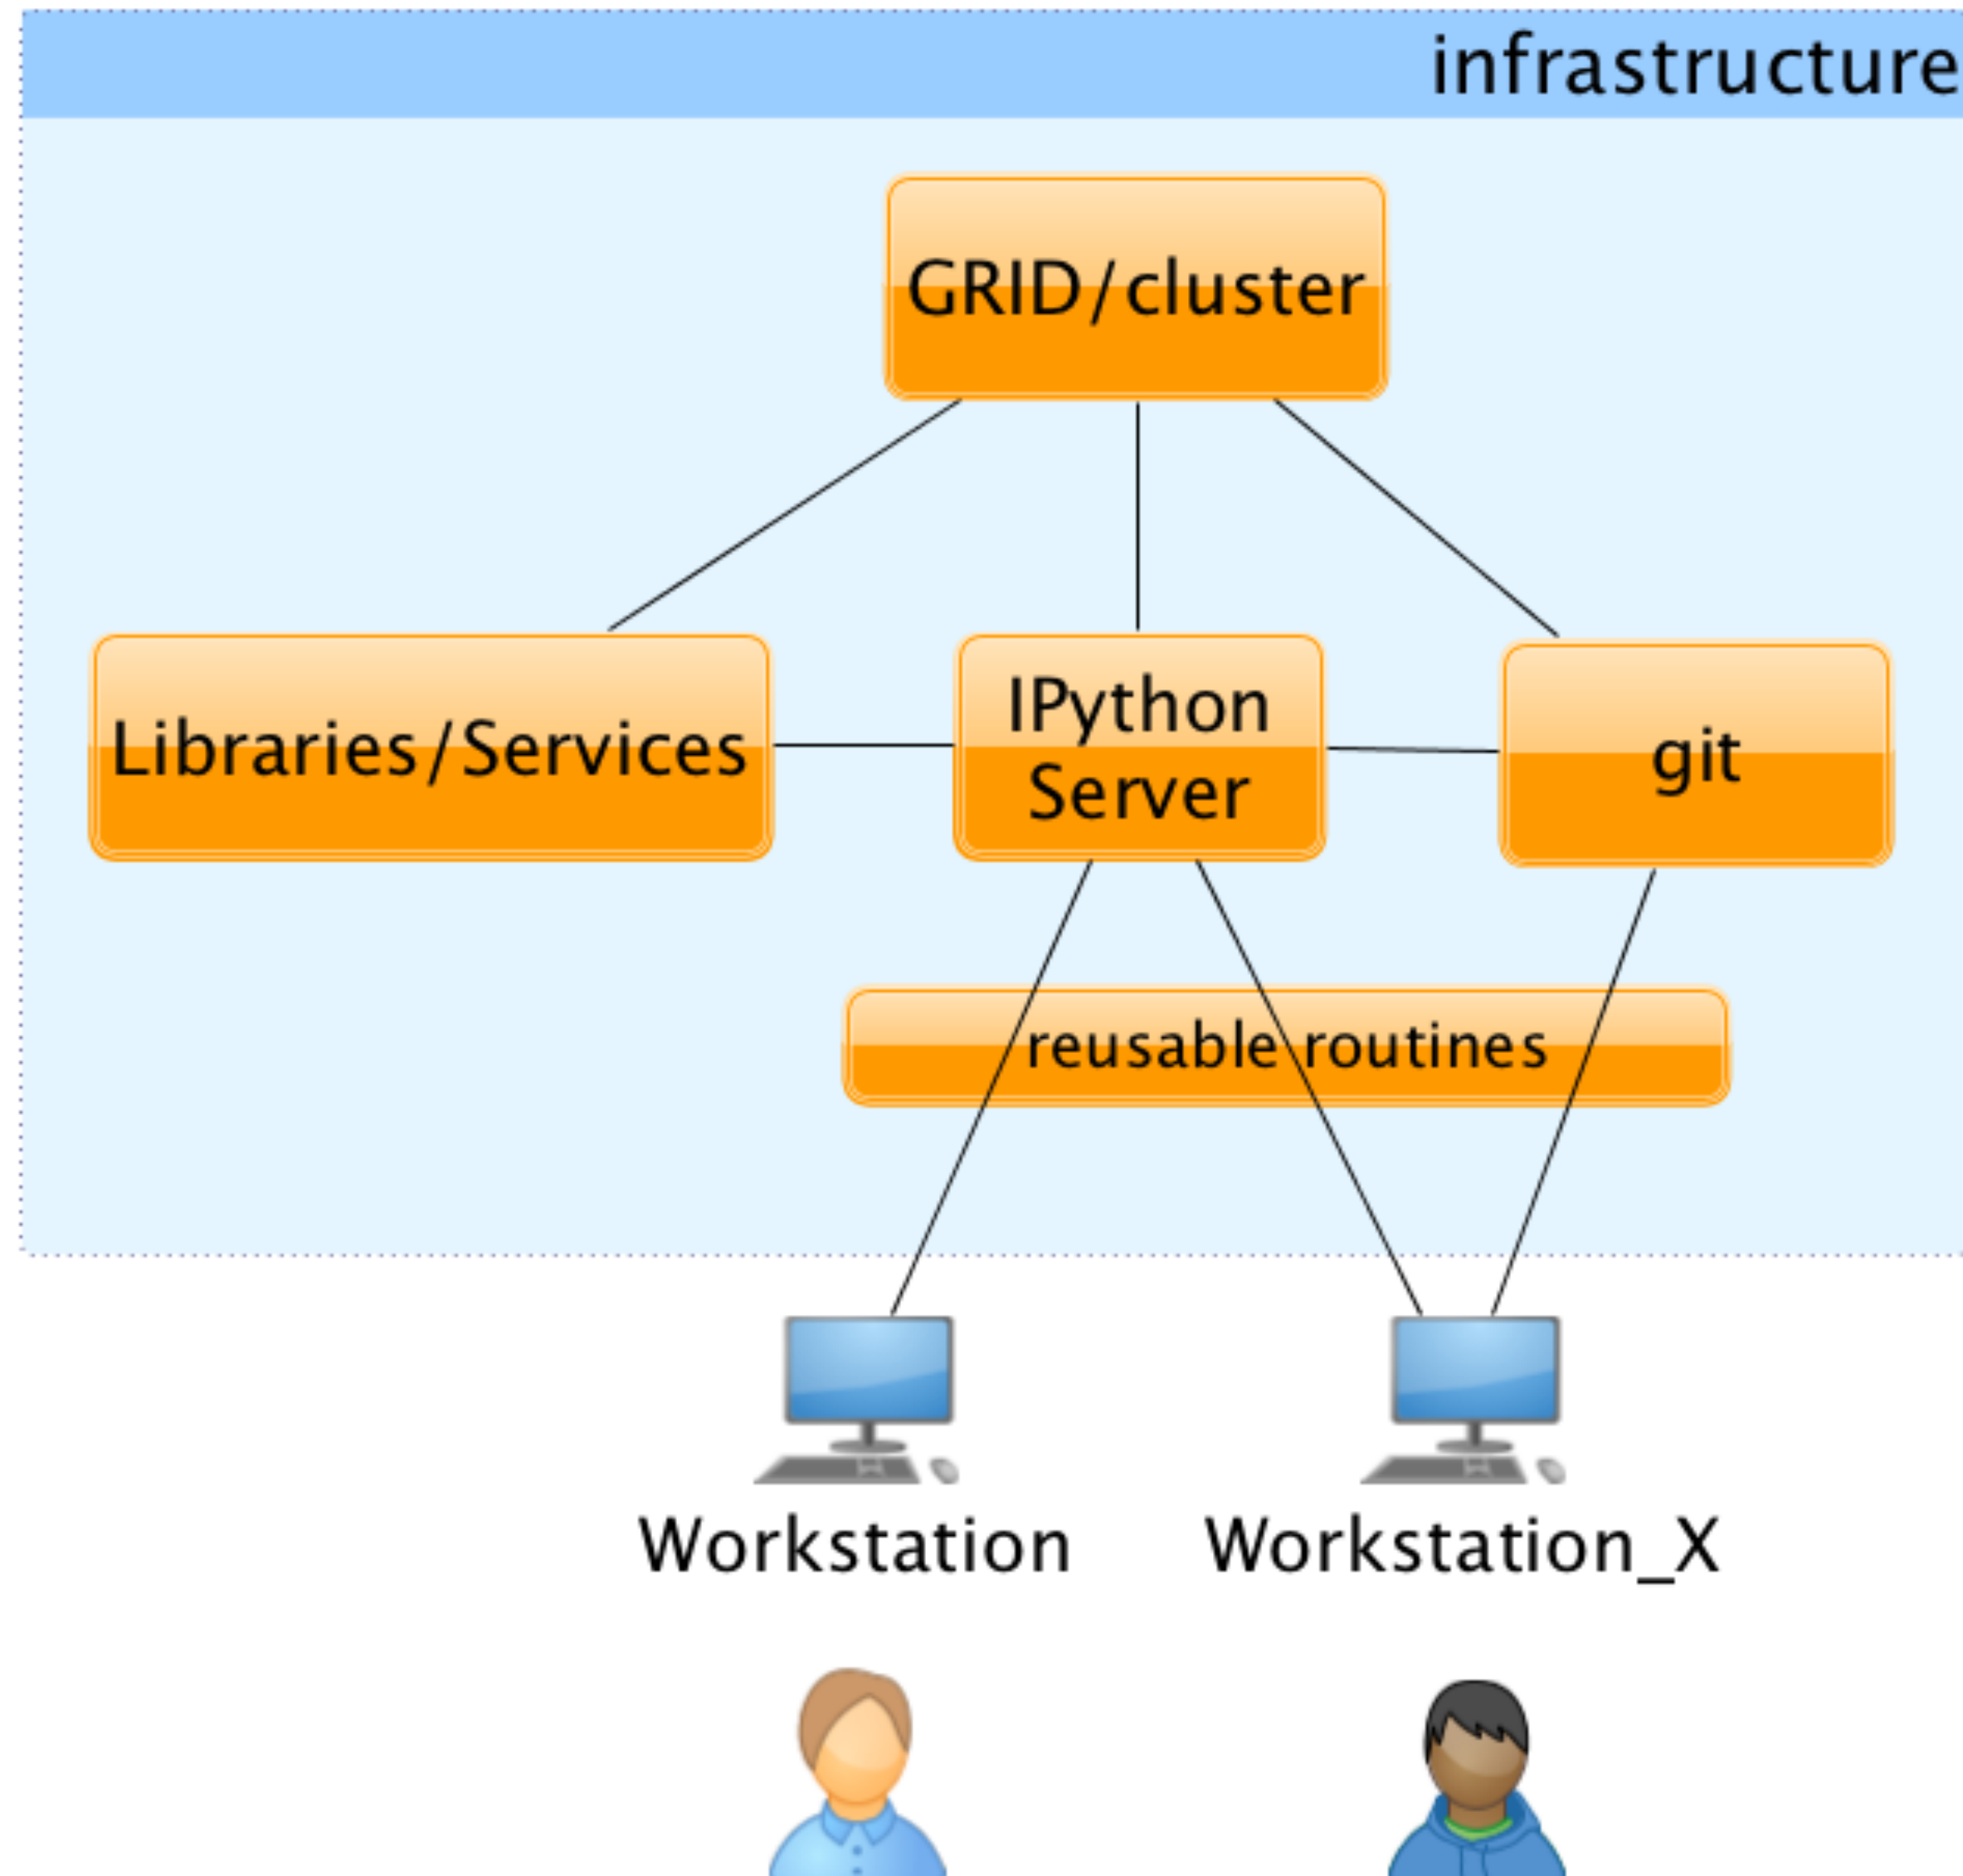 infrastructure
GRID/cluster
Libraries/Services
IPython
Server
git
reusable routines
Workstation
Workstation_X